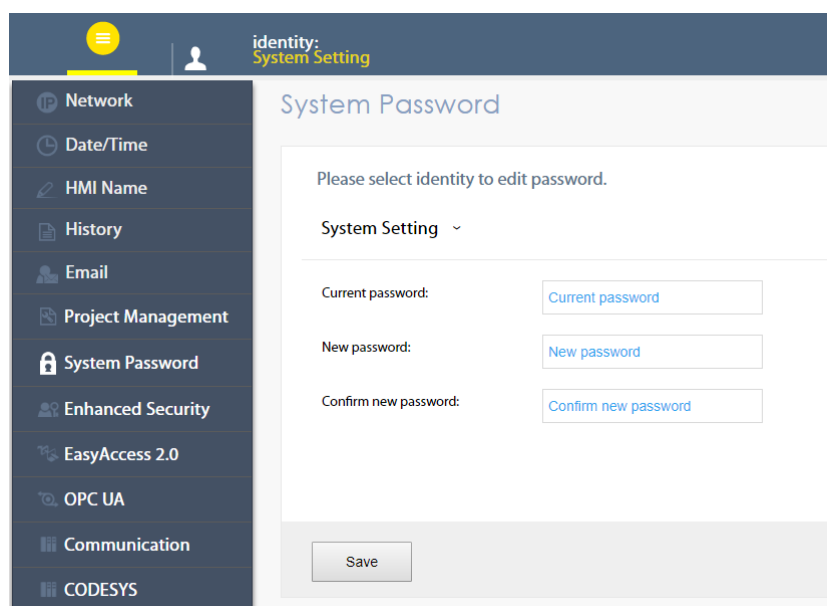 identity:
System Setting
Network
Date/Time
HMI Name
History
Email
Project Management
System Password
Enhanced Security
EasyAccess 2.0
OPC UA
Communication
CODESYS
System Password
Please select identity to edit password.
System Setting
Current password:
Current password
New password:
New password
Confirm new password:
Confirm new password
Save